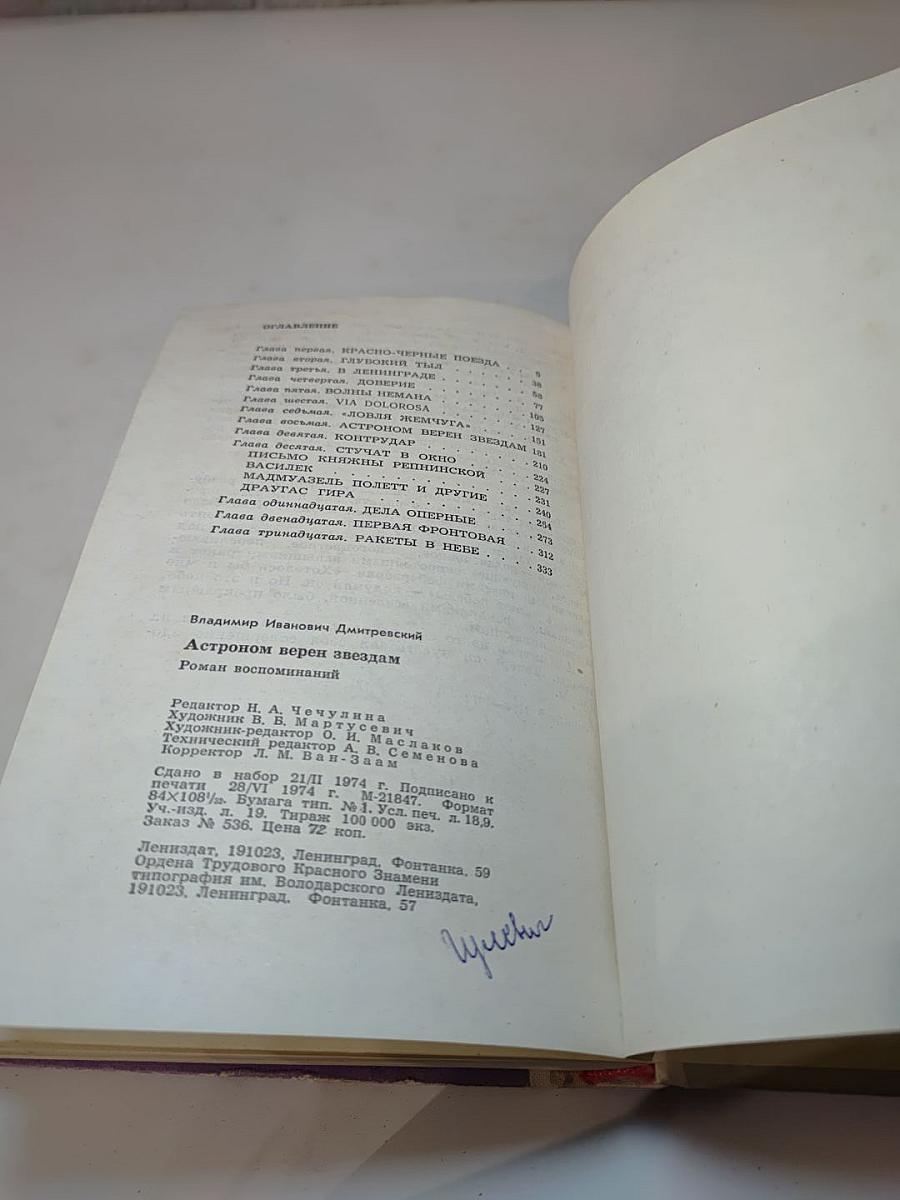 ОГЛАВЛЕНИЕ
Глава первая. КРАСНО-ЧЕРНЫЕ ПОЕЗДА . . 5
Глава вторая. ГЛУБОКИЙ ТЫЛ . . . . . 38
Глава третья. В ЛЕНИНГРАДЕ . . . . . . 58
Глава четвертая. ДОВЕРИЕ . . . . . . . 77
Глава пятая. ВОЛНЫ НЕМАНА . . . . . . 105
Глава шестая. VIA DOLOROSA . . . . . . 127
Глава седьмая. «ЛОВЛЯ ЖЕМЧУГА» . . . . 151
Глава восьмая. АСТРОНОМ ВЕРЕН ЗВЕЗДАМ 181
Глава девятая. КОНТРУДАР . . . . . . . 210
Глава десятая. СТУЧАТ В ОКНО . . . . . 224
ПИСЬМО КНЯЖНЫ РЕПНИНСКОЙ . . . 227
ВАСИЛЕК . . . . . . . . . . 231
МАДМУАЗЕЛЬ ПОЛЕТТ И ДРУГИЕ . . . 240
ДРАУГАС ГИРА . . . . . . . . . 264
Глава одиннадцатая. ДЕЛА ОПЕРНЫЕ . . . 273
Глава двенадцатая. ПЕРВАЯ ФРОНТОВАЯ . . 312
Глава тринадцатая. РАКЕТЫ В НЕБЕ . . . . 333
Владимир Иванович Дмитревский
Астроном верен звездам
Роман воспоминаний
Редактор Н. А. Чечулина
Художник В. Б. Мартусевич
Художник-редактор О. И. Маслаков
Технический редактор А. В. Семенова
Корректор Л. М. Ван-Заам
Сдано в набор 21/II 1974 г. Подписано к
печати 28/VI 1974 г. М-21847. Формат
84×108¹/₃₂. Бумага тип. № 1. Усл. печ. л. 18,9.
Уч.-изд. л. 19. Тираж 100 000 экз.
Заказ № 536. Цена 72 коп.
Лениздат, 191023, Ленинград, Фонтанка, 59
Ордена Трудового Красного Знамени
типография им. Володарского Лениздата,
191023, Ленинград, Фонтанка, 57